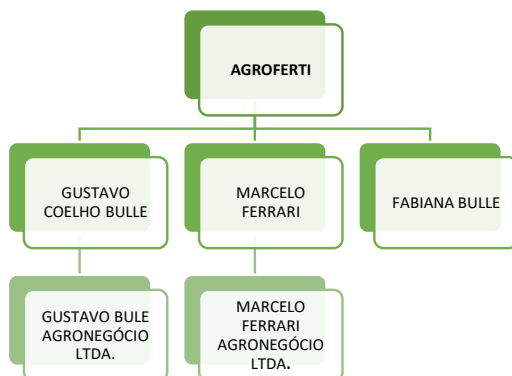 AGROFERTI
GUSTAVO
COELHO BULLE
MARCELO
FERRARI
FABIANA BULLE
GUSTAVO BULE
AGRONEGÓCIO
LTDA.
MARCELO
FERRARI
AGRONEGÓCIO
LTDA.